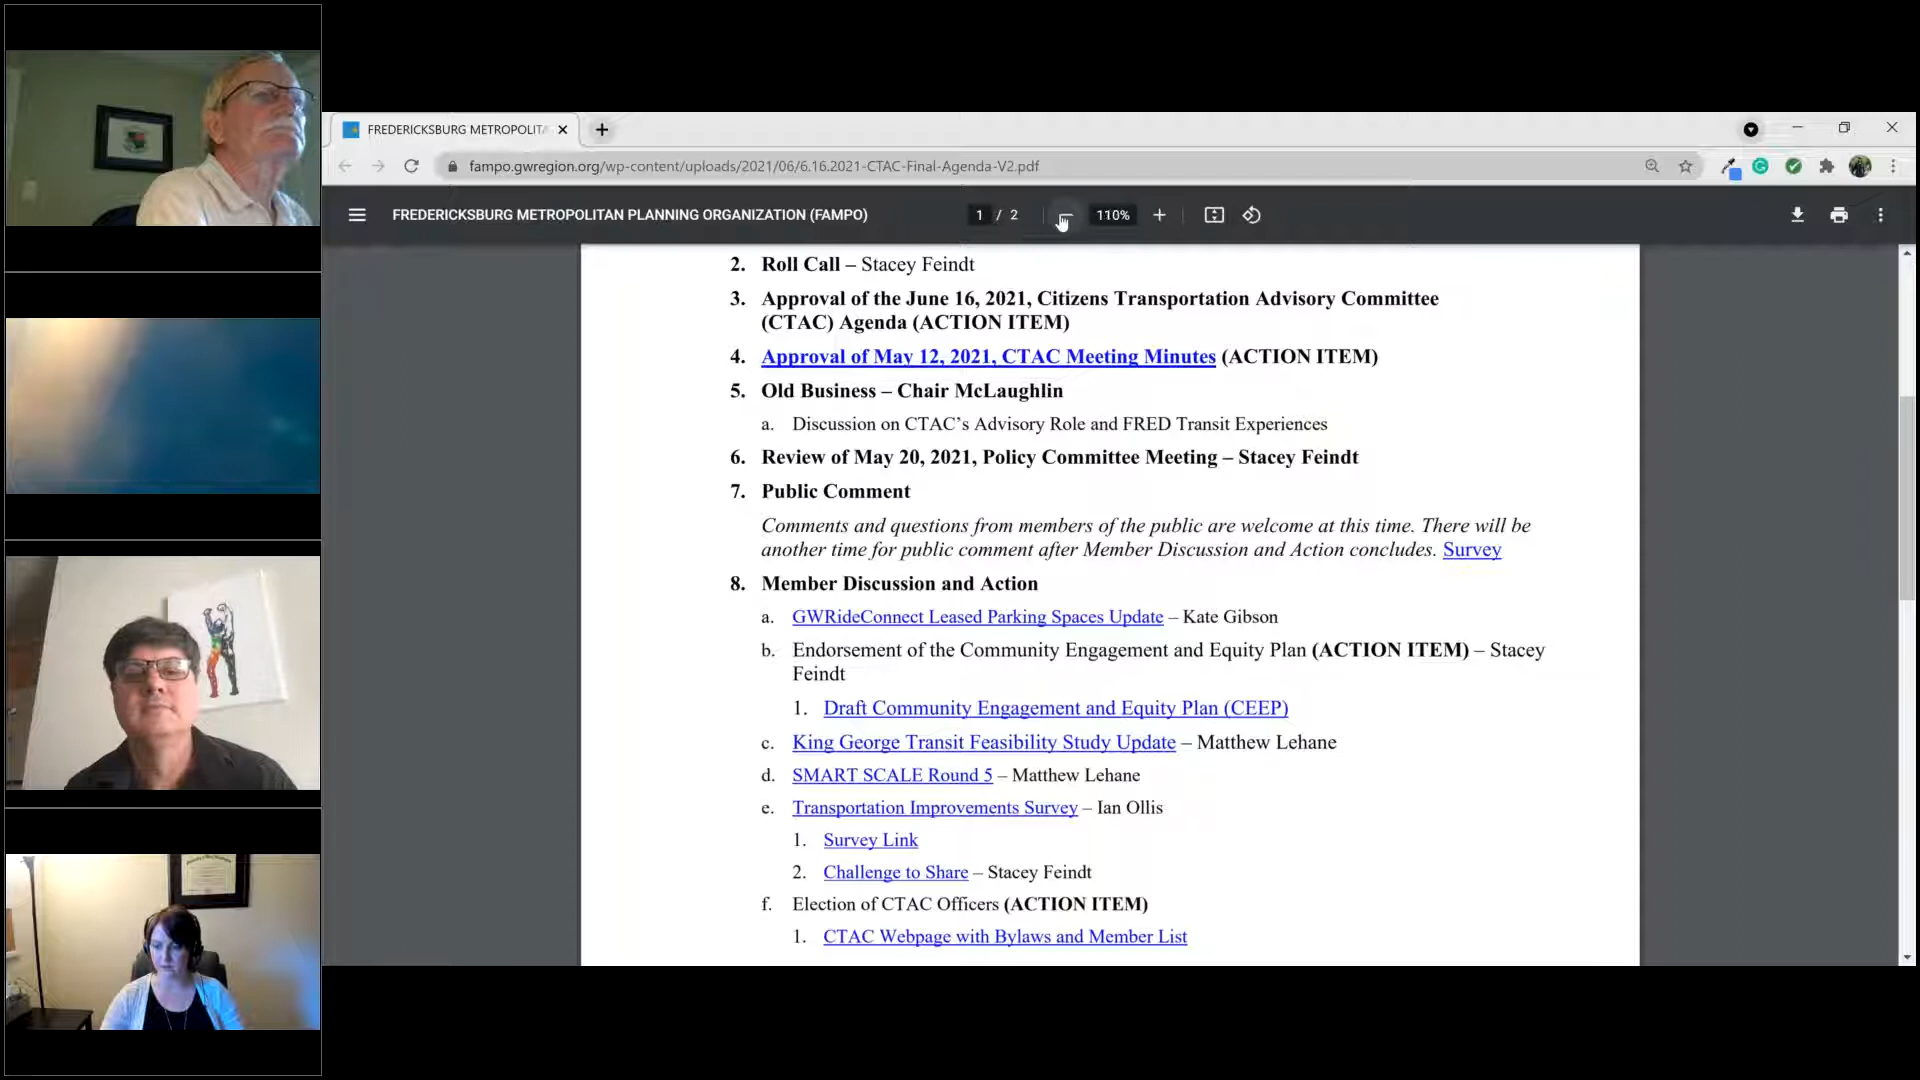 FREDERICKSBURG METROPOLITA
fampo.gwregion.org/wp-content/uploads/2021/06/6.16.2021-CTAC-Final-Agenda-V2.pdf
FREDERICKSBURG METROPOLITAN PLANNING ORGANIZATION (FAMPO)
1 / 2
110%
2. Roll Call – Stacey Feindt
3. Approval of the June 16, 2021, Citizens Transportation Advisory Committee
(CTAC) Agenda (ACTION ITEM)
4. Approval of May 12, 2021, CTAC Meeting Minutes (ACTION ITEM)
5. Old Business – Chair McLaughlin
a. Discussion on CTAC’s Advisory Role and FRED Transit Experiences
6. Review of May 20, 2021, Policy Committee Meeting – Stacey Feindt
7. Public Comment
Comments and questions from members of the public are welcome at this time. There will be
another time for public comment after Member Discussion and Action concludes. Survey
8. Member Discussion and Action
a. GWRideConnect Leased Parking Spaces Update – Kate Gibson
b. Endorsement of the Community Engagement and Equity Plan (ACTION ITEM) – Stacey
Feindt
1. Draft Community Engagement and Equity Plan (CEEP)
c. King George Transit Feasibility Study Update – Matthew Lehane
d. SMART SCALE Round 5 – Matthew Lehane
e. Transportation Improvements Survey – Ian Ollis
1. Survey Link
2. Challenge to Share – Stacey Feindt
f. Election of CTAC Officers (ACTION ITEM)
1. CTAC Webpage with Bylaws and Member List